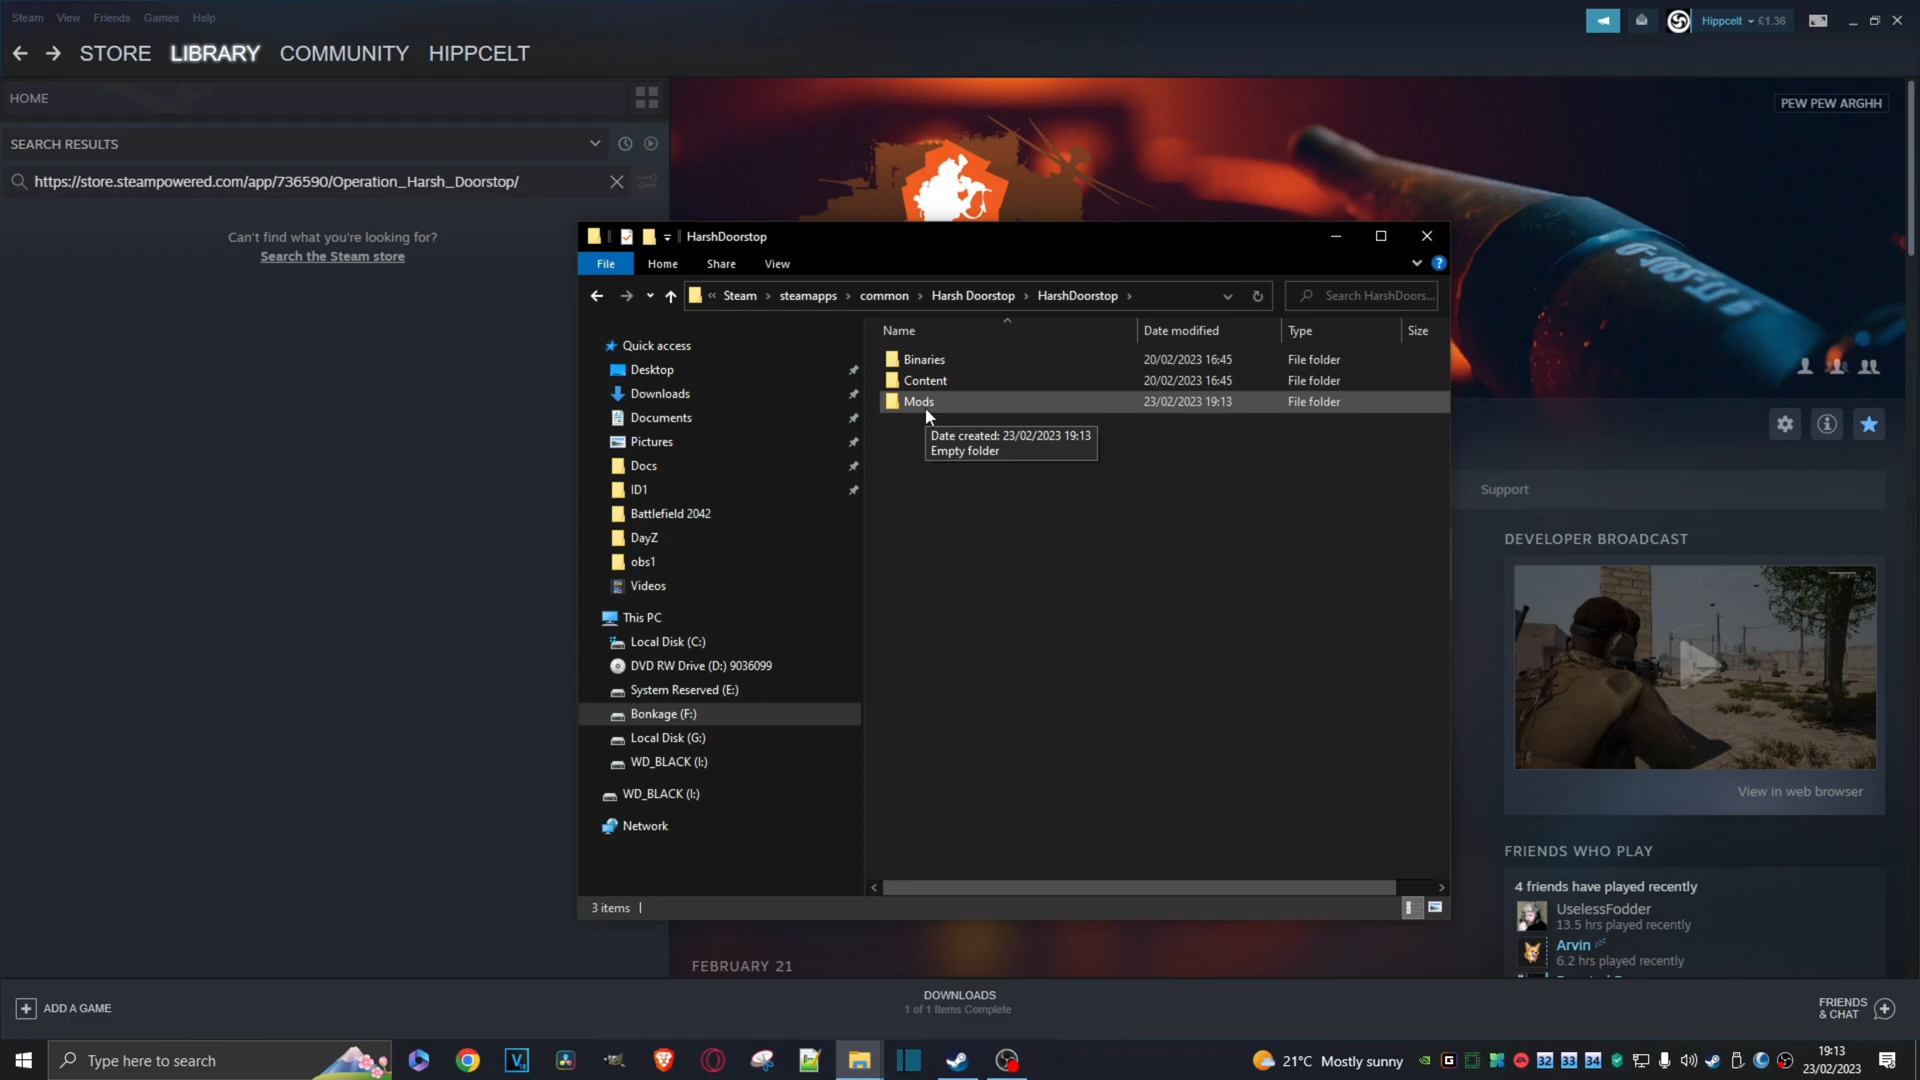 Steam View Friends Games Help
Hippcelt £1.36
STORE LIBRARY COMMUNITY HIPPCELT
HOME
PEW PEW ARGHH
SEARCH RESULTS
https://store.steampowered.com/app/736590/Operation_Harsh_Doorstop/
Can't find what you're looking for?
Search the Steam store
HarshDoorstop
File Home Share View
« Steam › steamapps › common › Harsh Doorstop › HarshDoorstop ›
Search HarshDoors...
Name Date modified Type Size
Binaries 20/02/2023 16:45 File folder
Content 20/02/2023 16:45 File folder
Mods 23/02/2023 19:13 File folder
Date created: 23/02/2023 19:13
Empty folder
Quick access
Desktop
Downloads
Documents
Pictures
Docs
ID1
Battlefield 2042
DayZ
obs1
Videos
This PC
Local Disk (C:)
DVD RW Drive (D:) 9036099
System Reserved (E:)
Bonkage (F:)
Local Disk (G:)
WD_BLACK (I:)
WD_BLACK (I:)
Network
3 items
Support
DEVELOPER BROADCAST
View in web browser
FRIENDS WHO PLAY
4 friends have played recently
UselessFodder
13.5 hrs played recently
Arvin zzz
6.2 hrs played recently
FEBRUARY 21
ADD A GAME
DOWNLOADS
1 of 1 Items Complete
FRIENDS
& CHAT
Type here to search
21°C Mostly sunny
32 33 34
19:13
23/02/2023